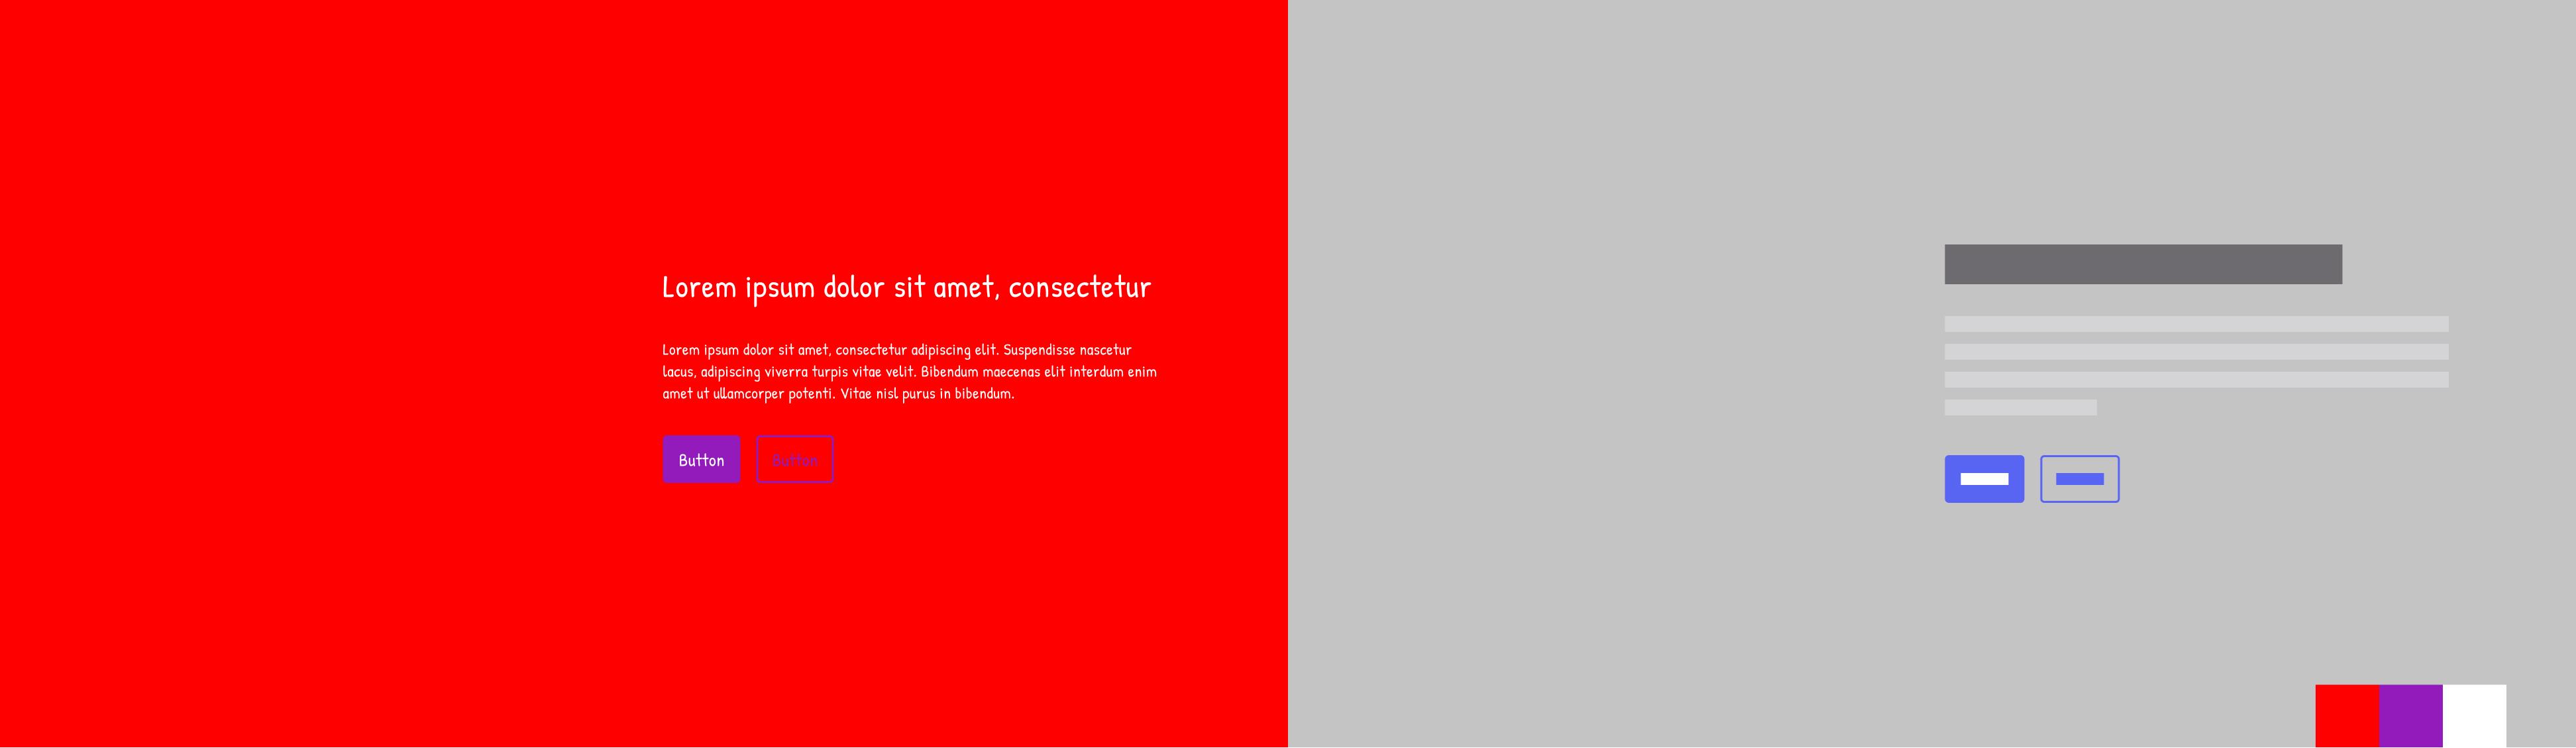 Lorem ipsum dolor sit amet, consectetur
Lorem ipsum dolor sit amet, consectetur adipiscing elit. Suspendisse nascetur
lacus, adipiscing viverra turpis vitae velit. Bibendum maecenas elit interdum enim
amet ut ullamcorper potenti. Vitae nisl purus in bibendum.
Button Button